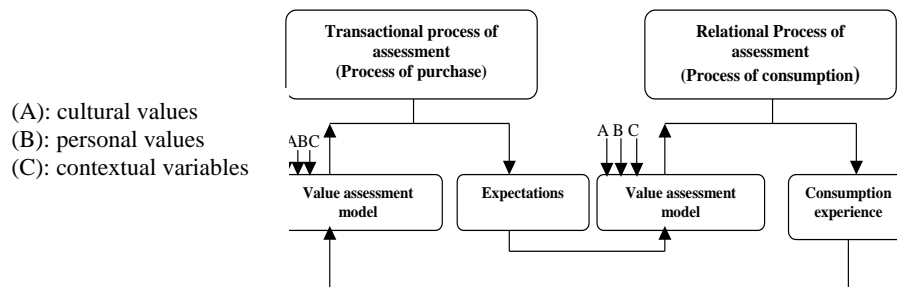 Transactional process of
assessment
(Process of purchase)
Relational Process of
assessment
(Process of consumption)
(A): cultural values
(B): personal values
(C): contextual variables
ABC
A B C
Value assessment
model
Expectations
Value assessment
model
Consumption
experience